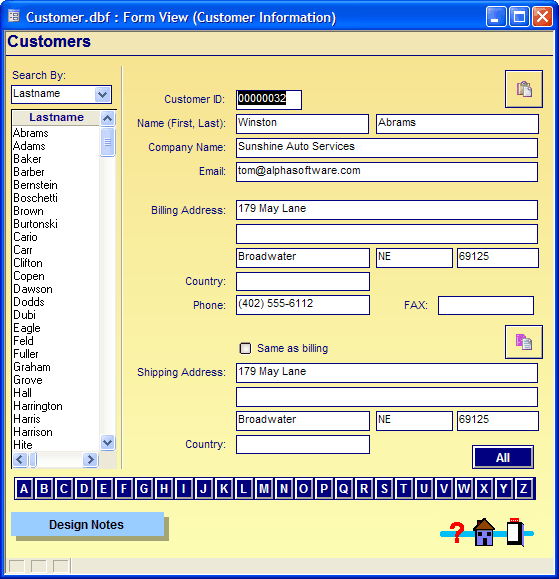 Customer.dbf : Form View (Customer Information)
Customers
Search By:
Lastname
Lastname
Abrams
Adams
Baker
Barber
Bernstein
Boschetti
Brown
Burtonski
Cario
Carr
Clifton
Copen
Dawson
Dodds
Dubi
Eagle
Feld
Fuller
Graham
Grove
Hall
Harrington
Harris
Harrison
Hite
Customer ID: 00000032
Name (First, Last): Winston Abrams
Company Name: Sunshine Auto Services
Email: tom@alphasoftware.com
Billing Address: 179 May Lane
Broadwater NE 69125
Country:
Phone: (402) 555-6112 FAX:
Same as billing
Shipping Address: 179 May Lane
Broadwater NE 69125
Country:
All
A B C D E F G H I J K L M N O P Q R S T U V W X Y Z
Design Notes
?